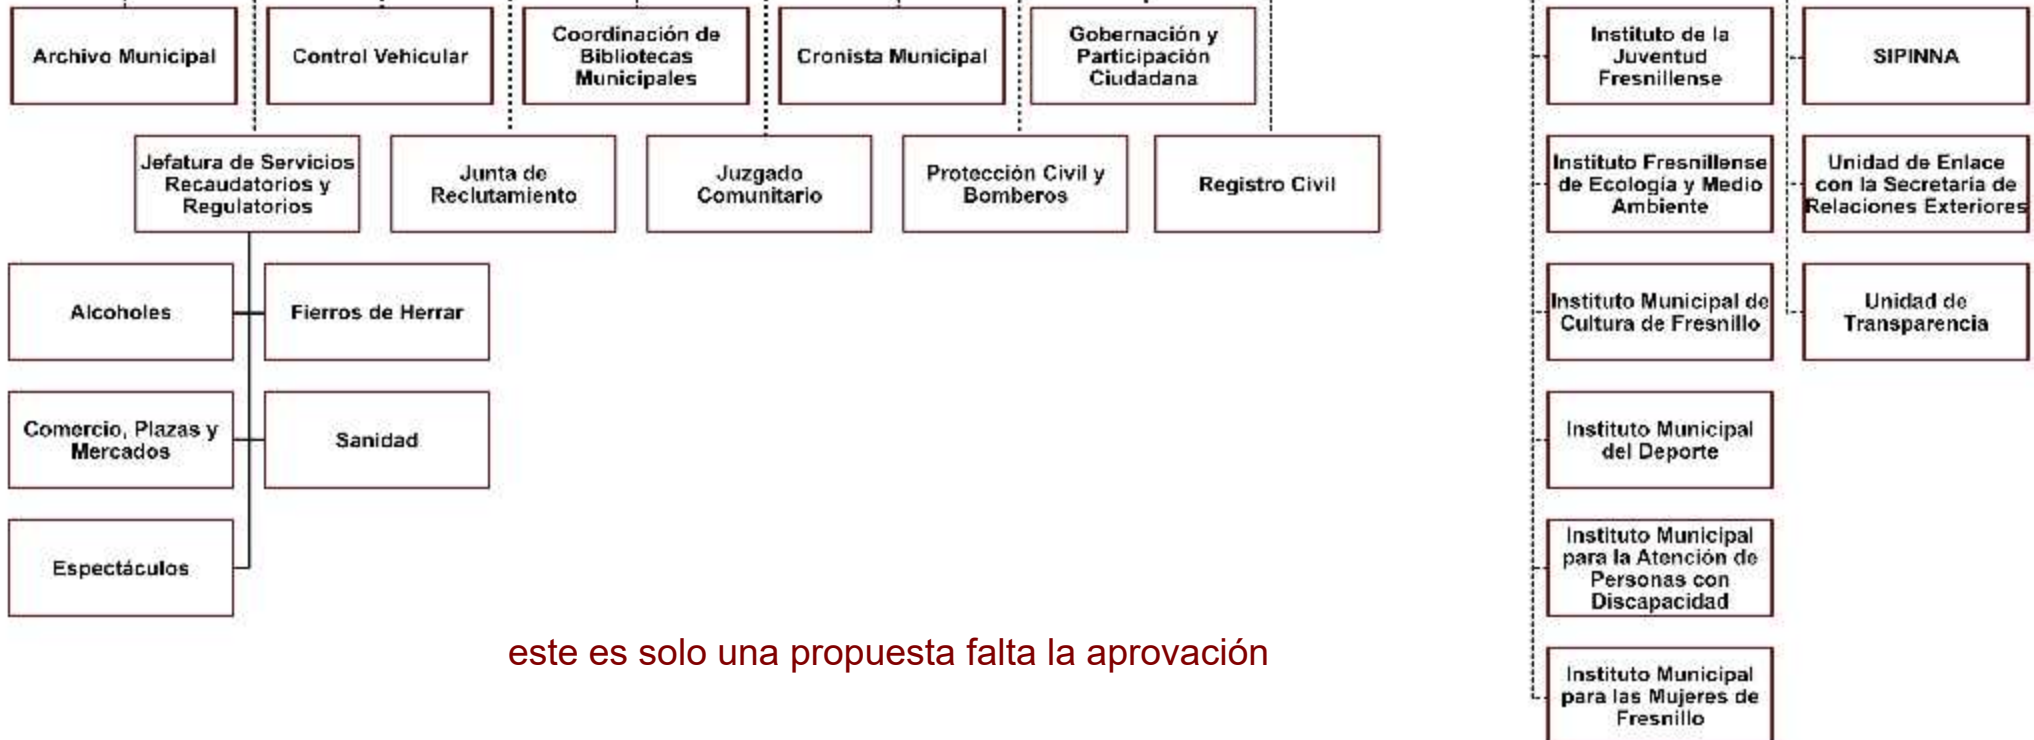 Archivo Municipal
Control Vehicular
Coordinación de
Bibliotecas
Municipales
Cronista Municipal
Gobernación y
Participación
Ciudadana
Instituto de la
Juventud
Fresnillense
SIPINNA
Jefatura de Servicios
Recaudatorios y
Regulatorios
Junta de
Reclutamiento
Juzgado
Comunitario
Protección Civil y
Bomberos
Registro Civil
Instituto Fresnillense
de Ecología y Medio
Ambiente
Unidad de Enlace
con la Secretaria de
Relaciones Exteriores
Alcoholes
Fierros de Herrar
Instituto Municipal de
Cultura de Fresnillo
Unidad de
Transparencia
Comercio, Plazas y
Mercados
Sanidad
Instituto Municipal
del Deporte
Espectáculos
Instituto Municipal
para la Atención de
Personas con
Discapacidad
este es solo una propuesta falta la aprovación
Instituto Municipal
para las Mujeres de
Fresnillo